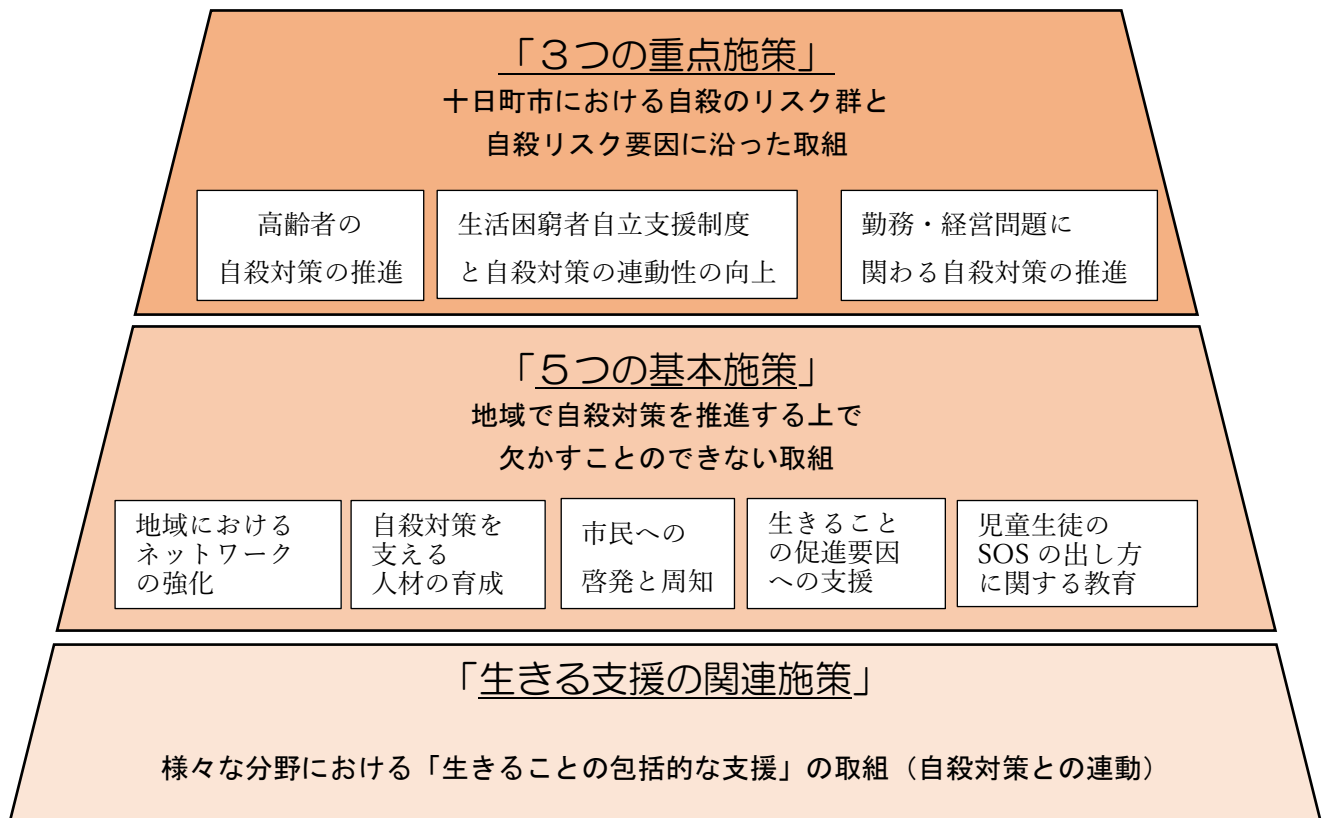 「３つの重点施策」
十日町市における自殺のリスク群と
自殺リスク要因に沿った取組
高齢者の
自殺対策の推進
生活困窮者自立支援制度
と自殺対策の連動性の向上
勤務・経営問題に
関わる自殺対策の推進
「５つの基本施策」
地域で自殺対策を推進する上で
欠かすことのできない取組
地域における
ネットワーク
の強化
自殺対策を
支える
人材の育成
市民への
啓発と周知
生きること
の促進要因
への支援
児童生徒の
SOS の出し方
に関する教育
「生きる支援の関連施策」
様々な分野における「生きることの包括的な支援」の取組（自殺対策との連動）